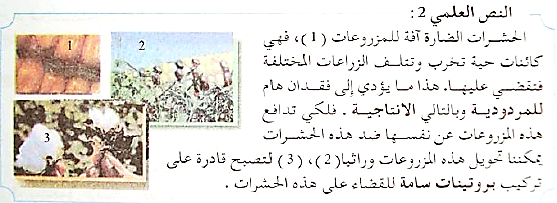 النص العلمي 2 :
الحشرات الضارة آفة للمزروعات (1)، فهي
كائنات حية تخرب وتتلف الزراعات المختلفة
فتقضي عليها. هذا ما يؤدي إلى فقدان هام
للمردودية وبالتالي الانتاجية . فلكي تدافع
هذه المزروعات عن نفسها ضد هذه الحشرات
يمكننا تحويل هذه المزروعات وراثيا(2)، (3) لتصبح قادرة على
تركيب بروتينات سامة للقضاء على هذه الحشرات .
1
2
3